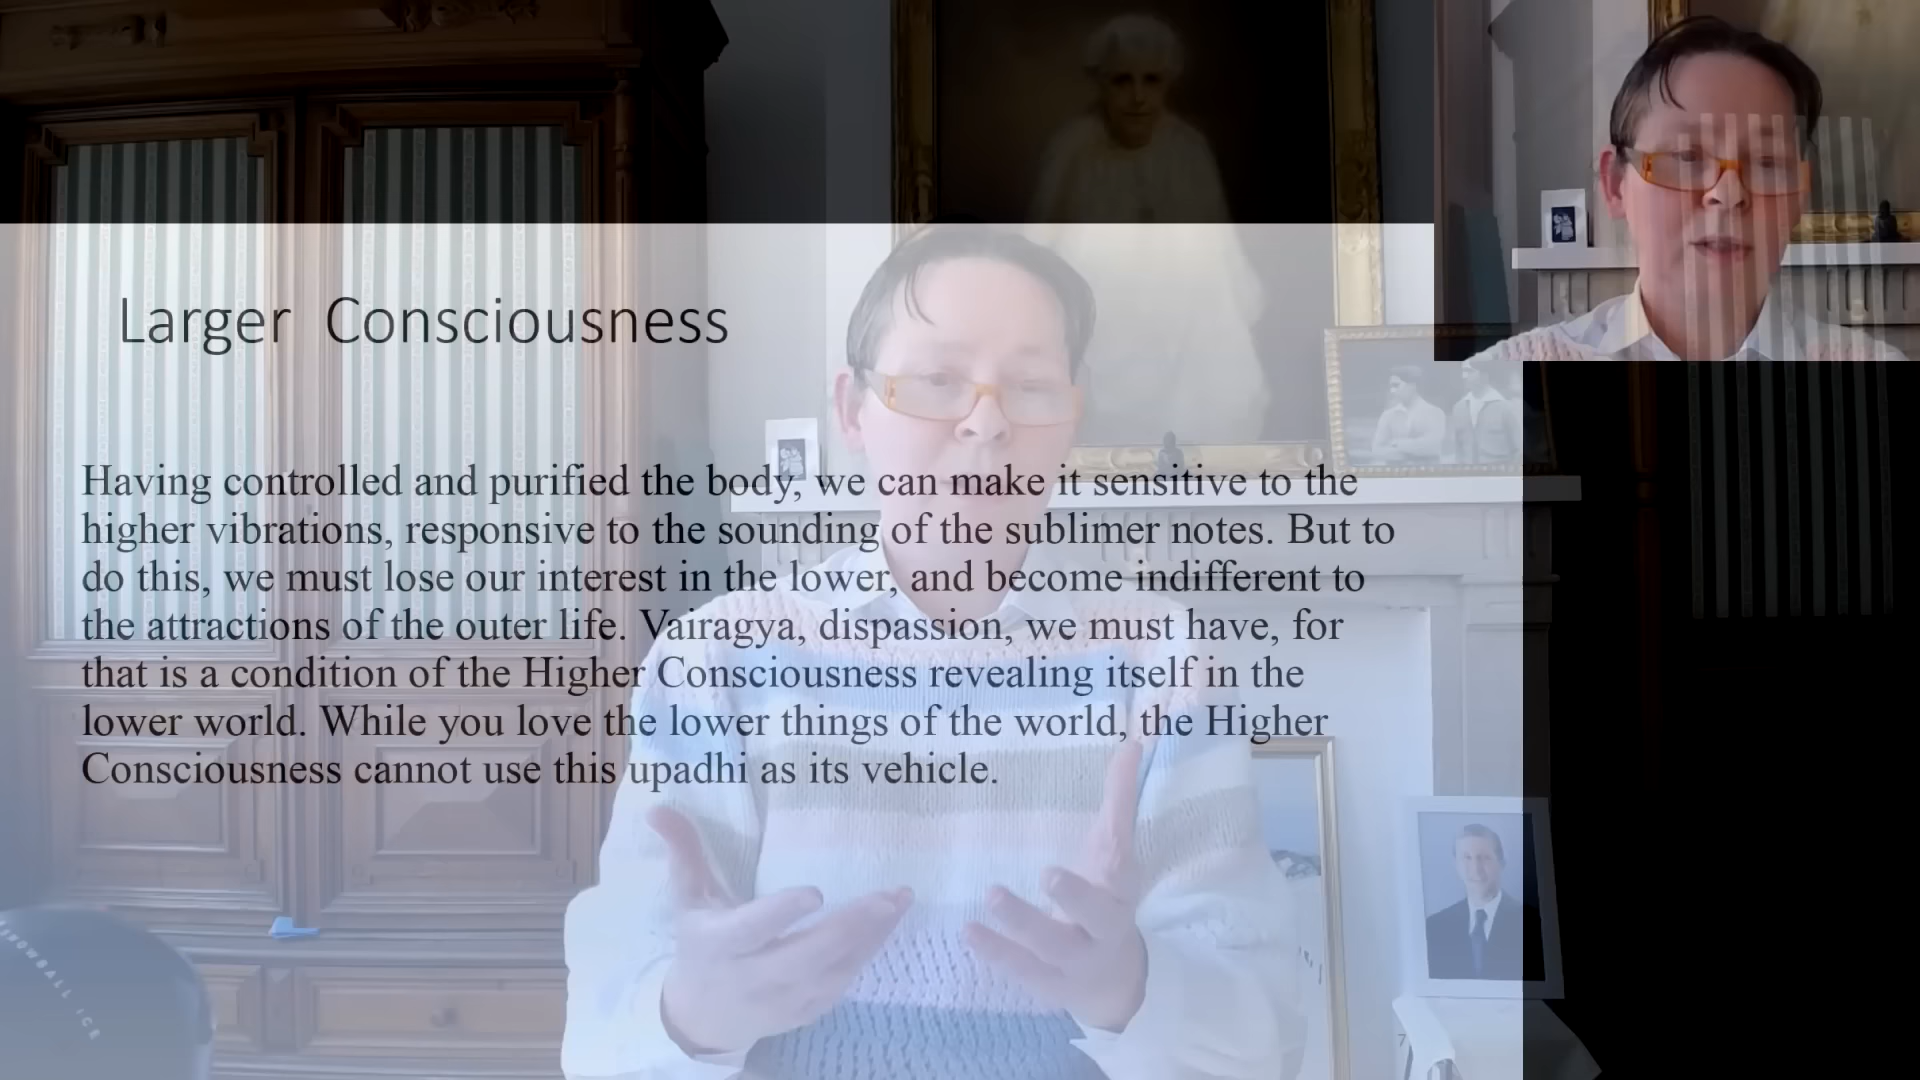 Larger Consciousness
Having controlled and purified the body, we can make it sensitive to the
higher vibrations, responsive to the sounding of the sublimer notes. But to
do this, we must lose our interest in the lower, and become indifferent to
the attractions of the outer life. Vairagya, dispassion, we must have, for
that is a condition of the Higher Consciousness revealing itself in the
lower world. While you love the lower things of the world, the Higher
Consciousness cannot use this upadhi as its vehicle.
SNOWBALL ICE